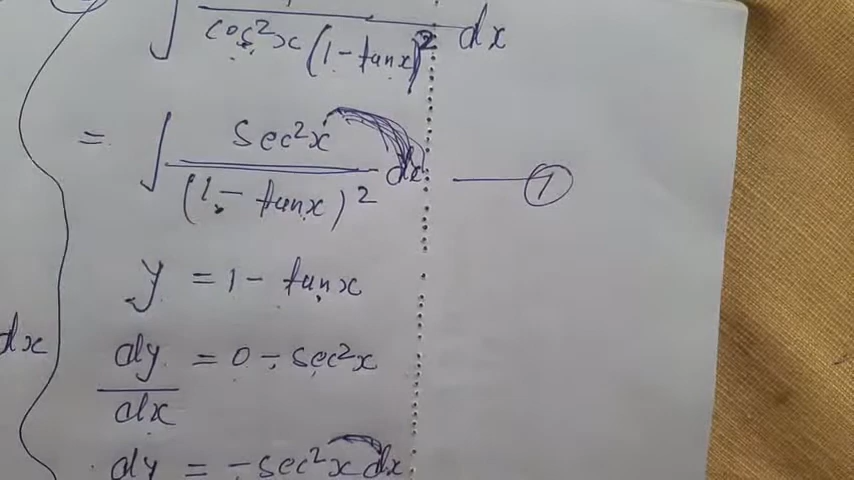 ∫ 1/(cos²x(1-tanx)²) dx
= ∫ sec²x/((1-tanx)²) dx — ①
y = 1 - tanx
dx
dy/dx = 0 - sec²x
dy = -sec²x dx